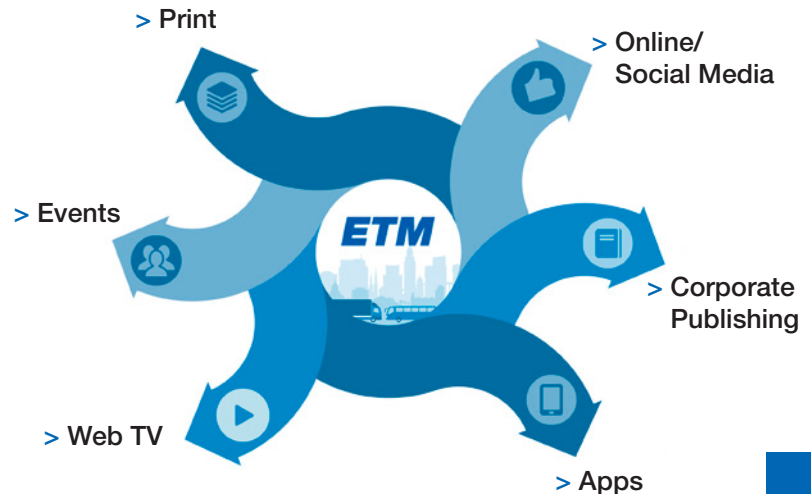 > Print
> Online/
Social Media
> Events
ETM
> Corporate
Publishing
> Web TV
> Apps